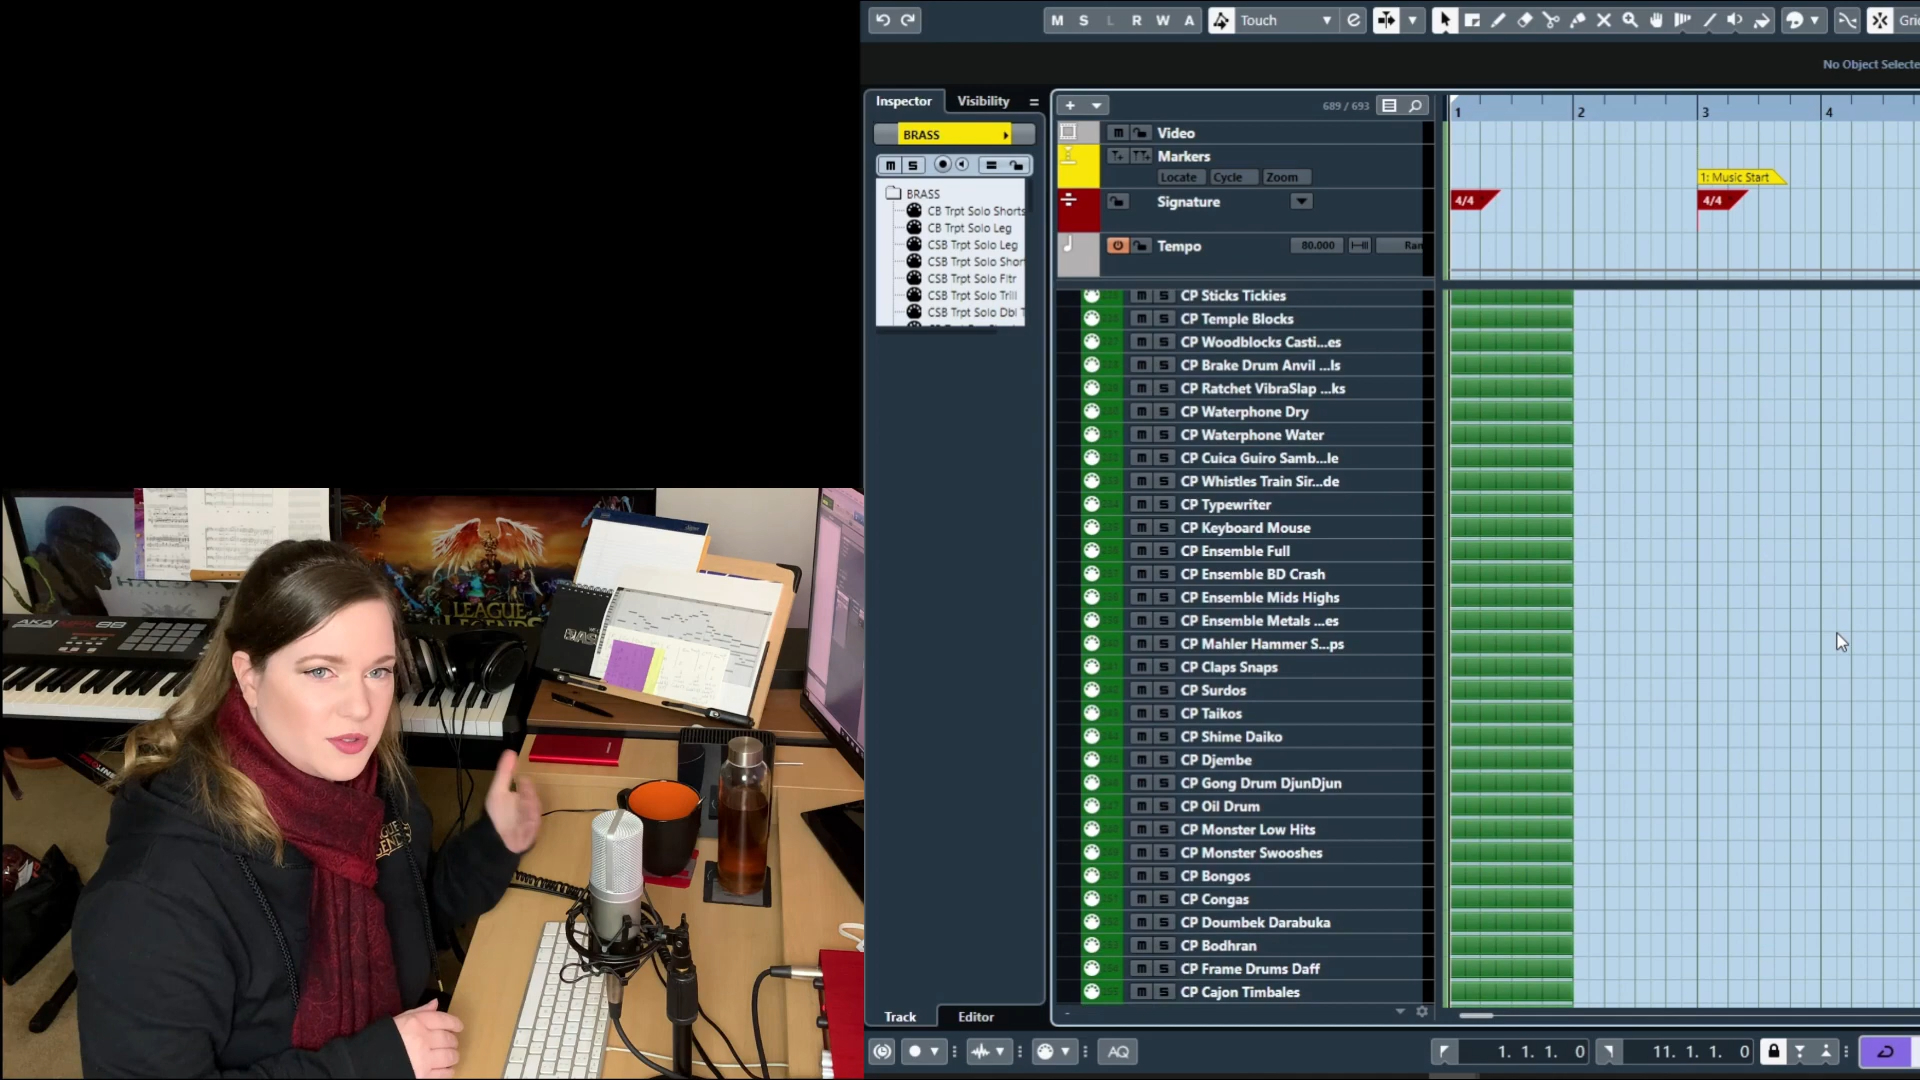 M S L R W A
Touch
Grid
No Object Selecte
Inspector
Visibility
BRASS
m S
BRASS
CB Trpt Solo Shorts
CB Trpt Solo Leg
CSB Trpt Solo Leg
CSB Trpt Solo Shor
CSB Trpt Solo Fltr
CSB Trpt Solo Trill
CSB Trpt Solo Dbl T
689 / 693
Video
Markers
Locate Cycle Zoom
Signature
Tempo
80.000
Ran
1 2 3 4
1: Music Start
4/4
4/4
CP Sticks Tickies
CP Temple Blocks
CP Woodblocks Casti...es
CP Brake Drum Anvil ...ls
CP Ratchet VibraSlap ...ks
CP Waterphone Dry
CP Waterphone Water
CP Cuica Guiro Samb...le
CP Whistles Train Sir...de
CP Typewriter
CP Keyboard Mouse
CP Ensemble Full
CP Ensemble BD Crash
CP Ensemble Mids Highs
CP Ensemble Metals ...es
CP Mahler Hammer S...ps
CP Claps Snaps
CP Surdos
CP Taikos
CP Shime Daiko
CP Djembe
CP Gong Drum DjunDjun
CP Oil Drum
CP Monster Low Hits
CP Monster Swooshes
CP Bongos
CP Congas
CP Doumbek Darabuka
CP Bodhran
CP Frame Drums Daff
CP Cajon Timbales
Track
Editor
AQ
1. 1. 1. 0
11. 1. 1. 0
AKAI
LEAGUE
LEGENDS